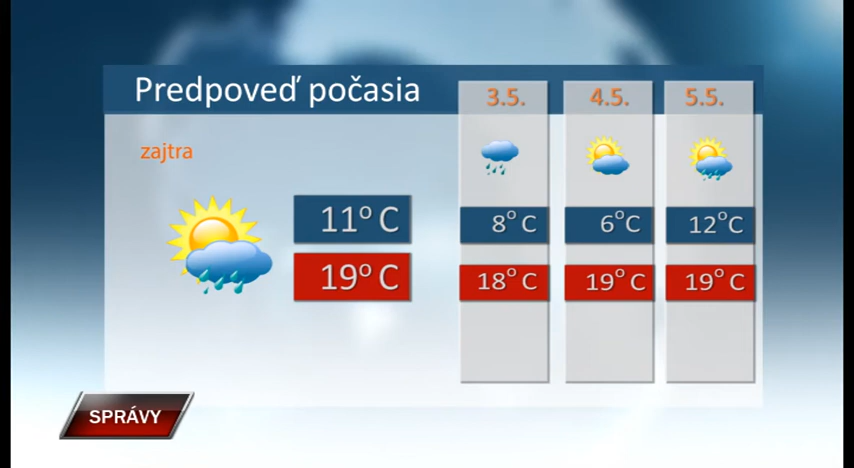 Predpoveď počasia
zajtra
11° C
19° C
3.5.
8° C
18° C
4.5.
6°C
19° C
5.5.
12°C
19° C
SPRÁVY